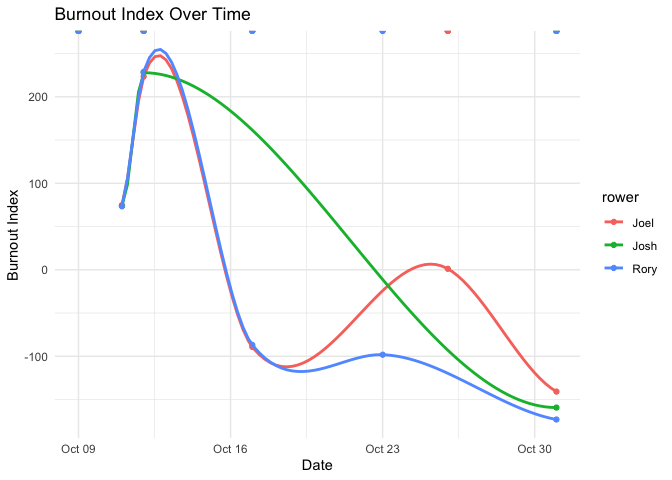 Burnout Index Over Time
200
100
0
-100
Burnout Index
Oct 09
Oct 16
Oct 23
Oct 30
Date
rower
Joel
Josh
Rory